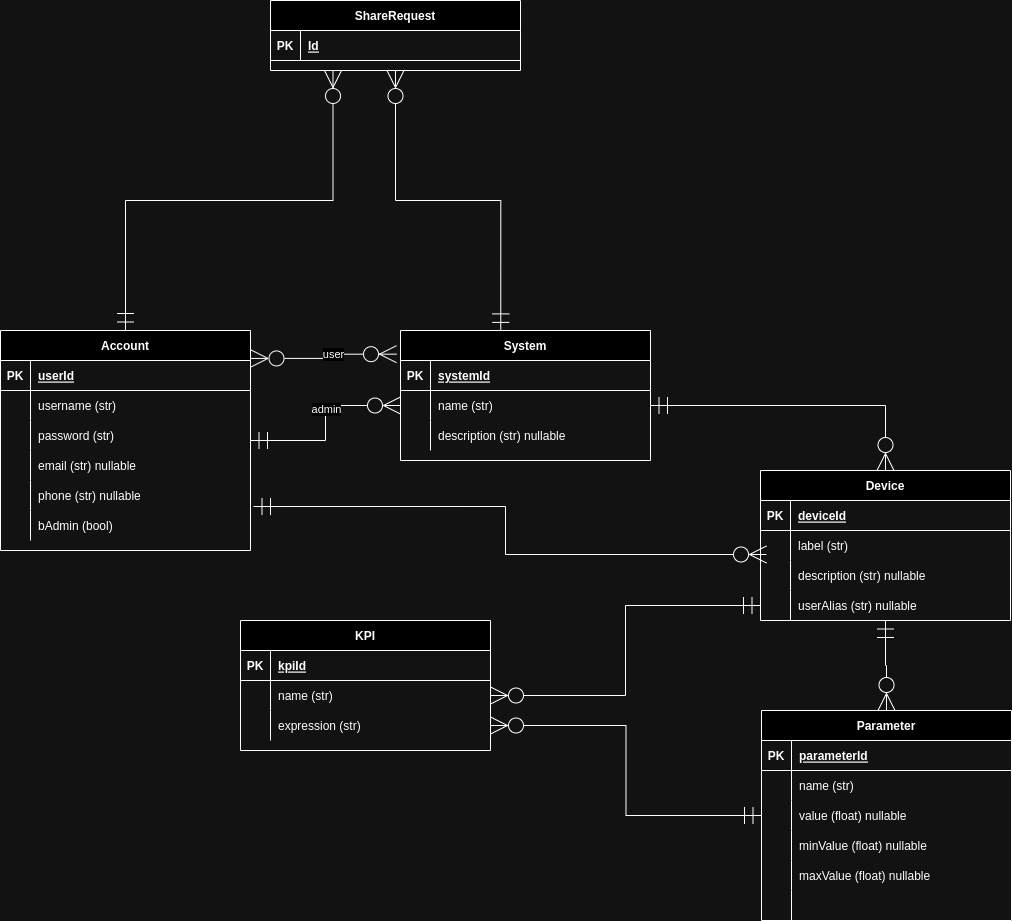 ShareRequest
PK Id
Account
PK userId
username (str)
password (str)
email (str) nullable
phone (str) nullable
bAdmin (bool)
user
admin
System
PK systemId
name (str)
description (str) nullable
Device
PK deviceId
label (str)
description (str) nullable
userAlias (str) nullable
KPI
PK kpiId
name (str)
expression (str)
Parameter
PK parameterId
name (str)
value (float) nullable
minValue (float) nullable
maxValue (float) nullable